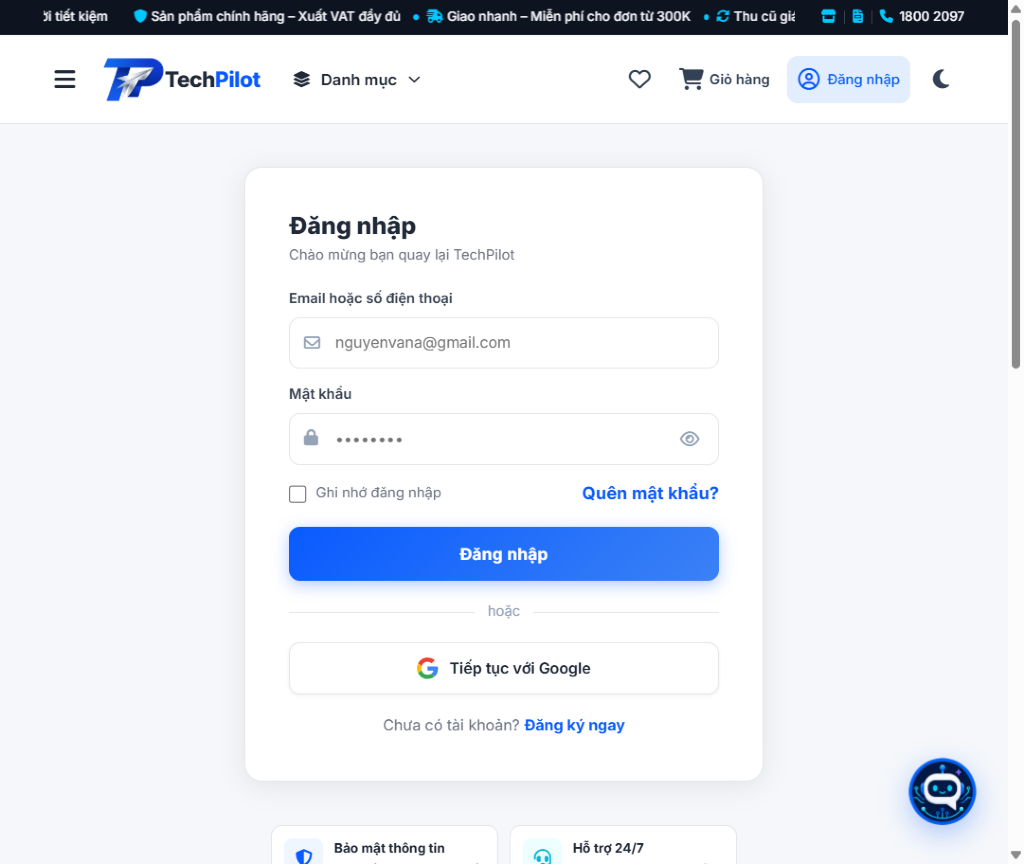 tiết kiệm
Sản phẩm chính hãng – Xuất VAT đầy đủ
Giao nhanh – Miễn phí cho đơn từ 300K
Thu cũ
1800 2097
TechPilot
Danh mục
Giỏ hàng
Đăng nhập
Đăng nhập
Chào mừng bạn quay lại TechPilot
Email hoặc số điện thoại
nguyenvana@gmail.com
Mật khẩu
••••••••
Ghi nhớ đăng nhập
Quên mật khẩu?
Đăng nhập
hoặc
Tiếp tục với Google
Chưa có tài khoản? Đăng ký ngay
Bảo mật thông tin
Hỗ trợ 24/7